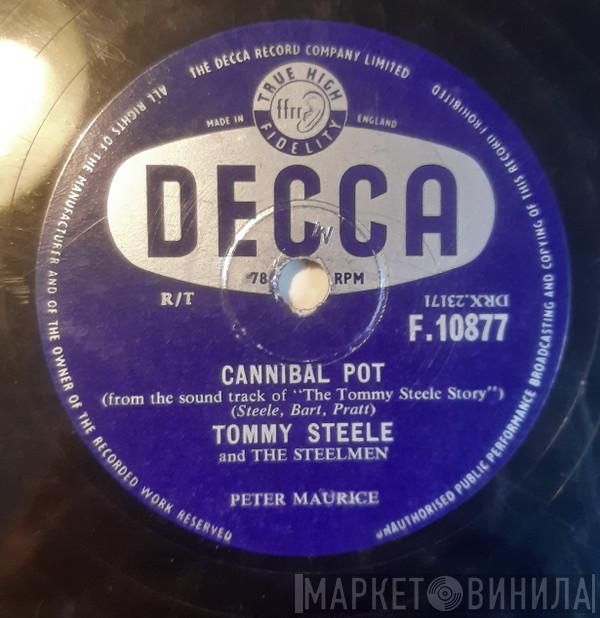 THE DECCA RECORD COMPANY LIMITED
ALL RIGHTS OF THE MANUFACTURER AND OF THE OWNER OF THE RECORDED WORK RESERVED
UNAUTHORISED PUBLIC PERFORMANCE BROADCASTING AND COPYING OF THIS RECORD PROHIBITED
TRUE HIGH
ffrr
FIDELITY
MADE IN ENGLAND
DECCA
78 RPM
R/T
DRX.23171
F.10877
CANNIBAL POT
(from the sound track of "The Tommy Steele Story")
(Steele, Bart, Pratt)
TOMMY STEELE
and THE STEELMEN
PETER MAURICE
МАРКЕТ ВИНИЛА